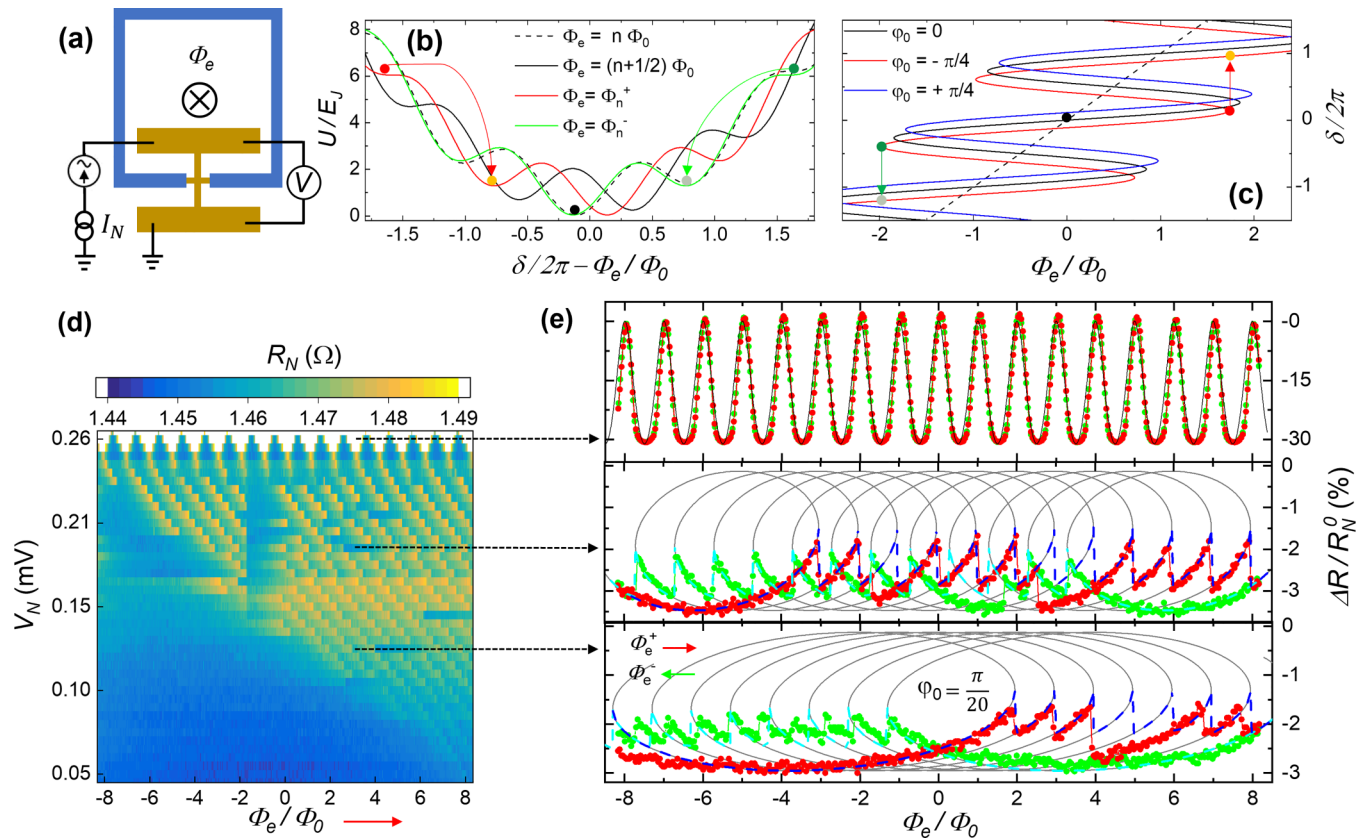 (a)
Φe
V
~
I_N
(b)
Φe = n Φ0
Φe = (n+1/2) Φ0
Φe = Φn+
Φe = Φn-
U / E_J
8
6
4
2
0
-1.5 -1.0 -0.5 0.0 0.5 1.0 1.5
δ/2π − Φe / Φ0
φ0 = 0
φ0 = - π/4
φ0 = + π/4
(c)
1
0
-1
δ/2π
-2 -1 0 1 2
Φe / Φ0
(d)
R_N (Ω)
1.44 1.45 1.46 1.47 1.48 1.49
V_N (mV)
0.26
0.21
0.15
0.10
0.05
-8 -4 0 4 8
Φe / Φ0
(e)
-0
-15
-30
0
-1
-2
-3
0
-1
-2
-3
ΔR / R_N^0 (%)
Φe+
Φe-
φ0 = π/20
-8 -6 -4 -2 0 2 4 6 8
Φe / Φ0